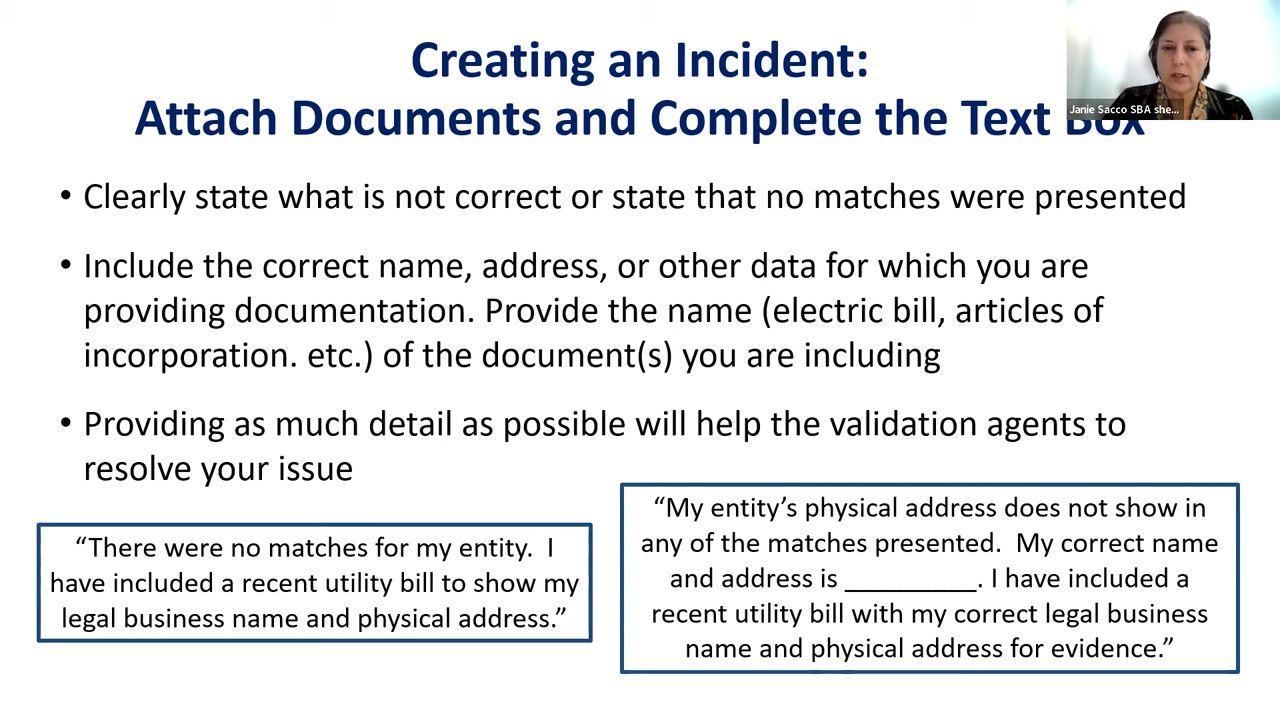 Creating an Incident:
Attach Documents and Complete the Text Box
Janie Sacco SBA she...
• Clearly state what is not correct or state that no matches were presented
• Include the correct name, address, or other data for which you are
providing documentation. Provide the name (electric bill, articles of
incorporation. etc.) of the document(s) you are including
• Providing as much detail as possible will help the validation agents to
resolve your issue
“There were no matches for my entity. I
have included a recent utility bill to show my
legal business name and physical address.”
“My entity’s physical address does not show in
any of the matches presented. My correct name
and address is __________. I have included a
recent utility bill with my correct legal business
name and physical address for evidence.”